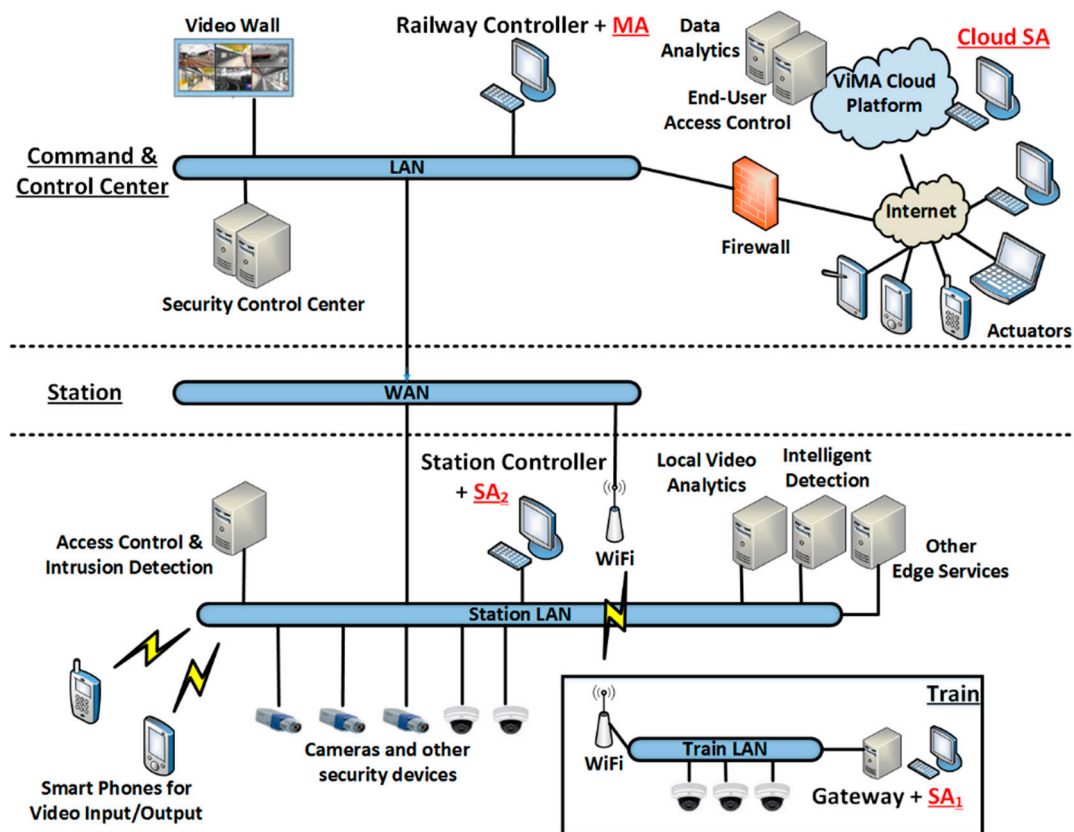 Video Wall
Railway Controller + MA
Data
Analytics
Cloud SA
ViMA Cloud
Platform
End-User
Access Control
Command &
Control Center
LAN
Internet
Firewall
Security Control Center
Actuators
Station
WAN
Station Controller
+ SA₂
Local Video
Analytics
Intelligent
Detection
WiFi
Access Control &
Intrusion Detection
Other
Edge Services
Station LAN
Cameras and other
security devices
Smart Phones for
Video Input/Output
Train
WiFi
Train LAN
Gateway + SA₁